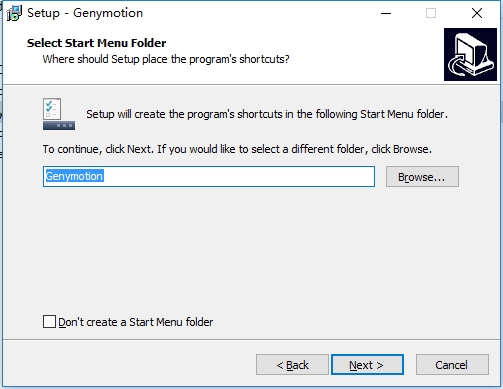 Setup - Genymotion
Select Start Menu Folder
Where should Setup place the program's shortcuts?
Setup will create the program's shortcuts in the following Start Menu folder.
To continue, click Next. If you would like to select a different folder, click Browse.
Genymotion
Browse...
Don't create a Start Menu folder
< Back
Next >
Cancel